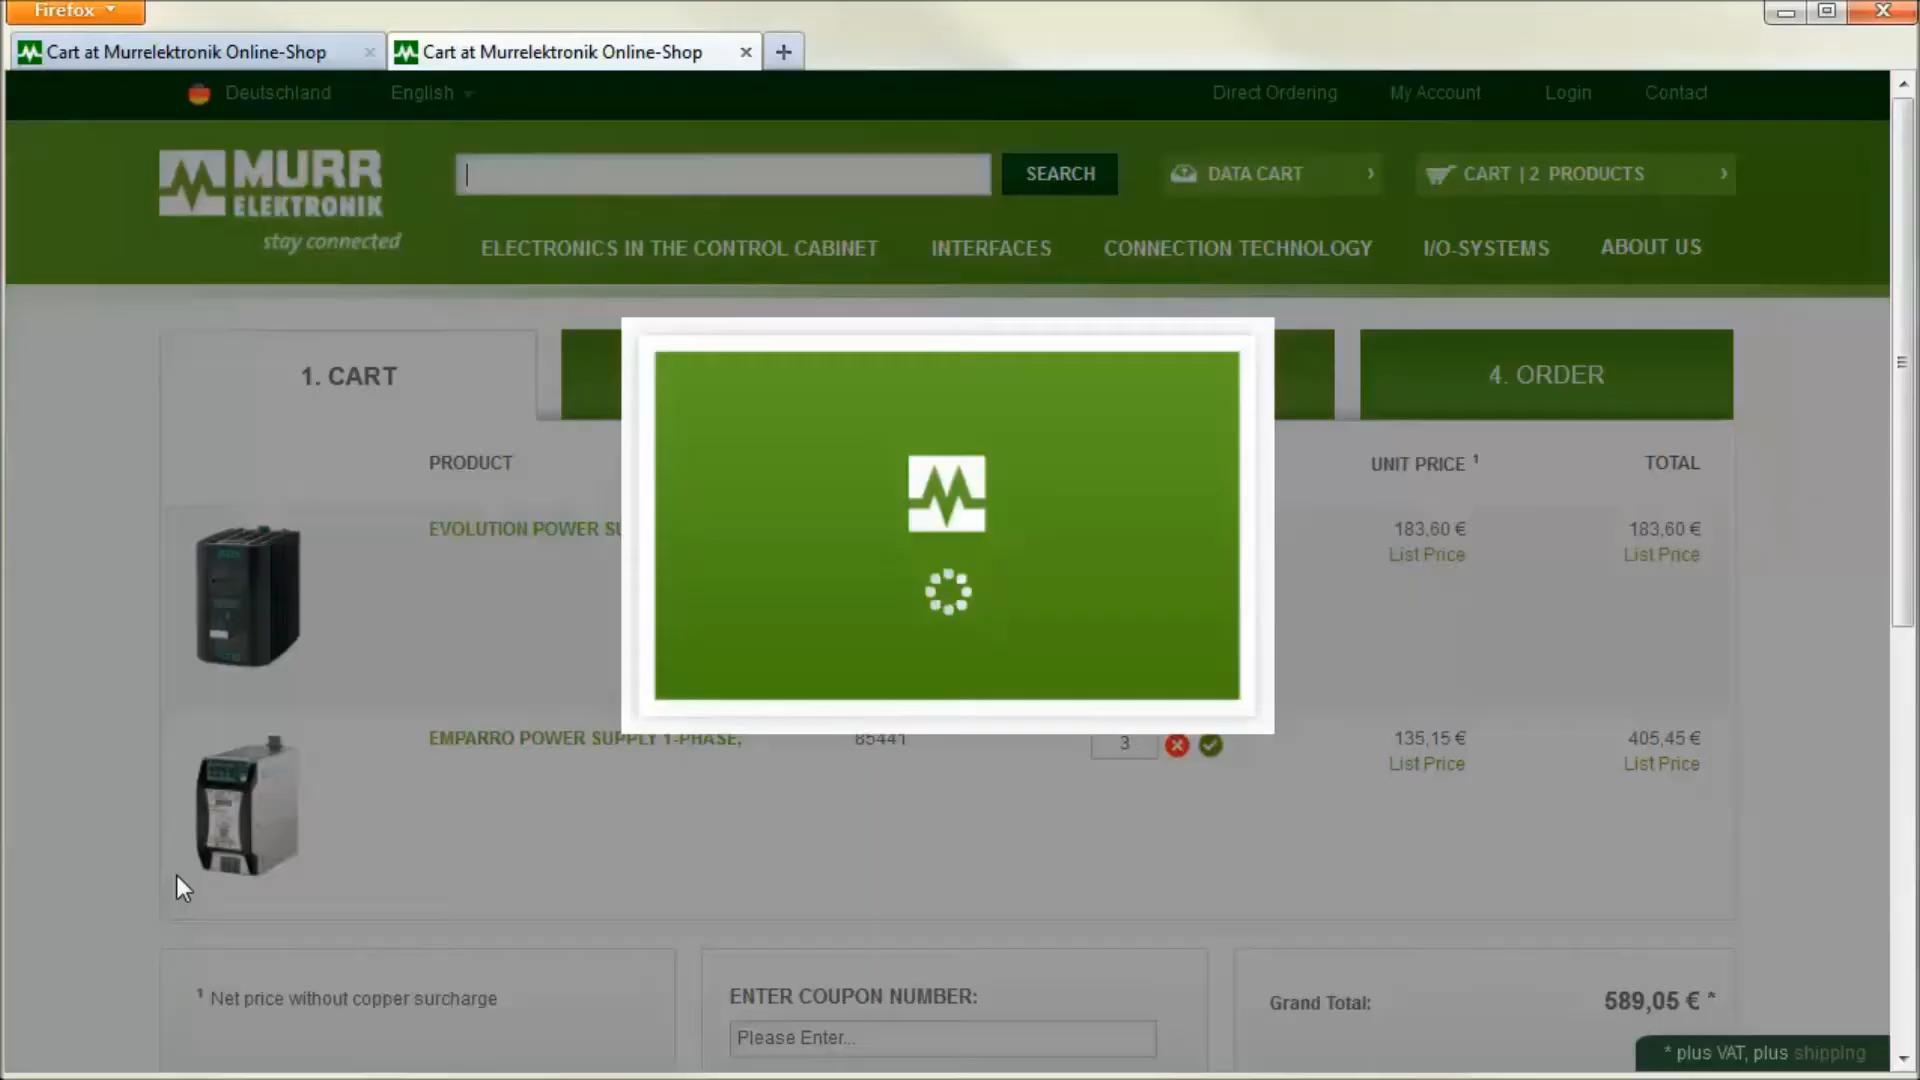 Firefox
Cart at Murrelektronik Online-Shop
Cart at Murrelektronik Online-Shop
Deutschland English Direct Ordering My Account Login Contact
MURR
ELEKTRONIK
stay connected
SEARCH DATA CART CART | 2 PRODUCTS
ELECTRONICS IN THE CONTROL CABINET INTERFACES CONNECTION TECHNOLOGY I/O-SYSTEMS ABOUT US
1. CART 4. ORDER
PRODUCT UNIT PRICE ¹ TOTAL
EVOLUTION POWER 183,60 € 183,60 €
List Price List Price
EMPARRO POWER SUPPLY 1-PHASE, 85441 3 135,15 € 405,45 €
List Price List Price
¹ Net price without copper surcharge
ENTER COUPON NUMBER:
Please Enter...
Grand Total: 589,05 € *
* plus VAT, plus shipping